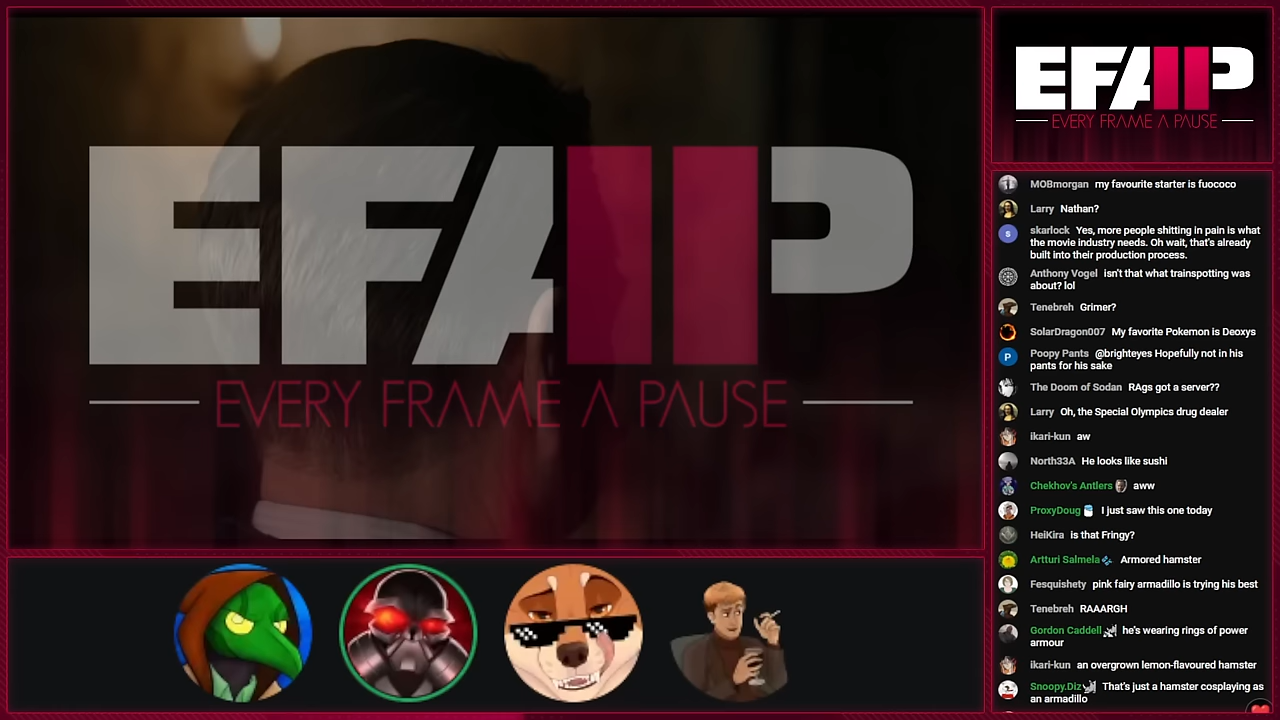 EFAP
EVERY FRAME A PAUSE
EFAP
EVERY FRAME A PAUSE
MOBmorgan my favourite starter is fuococo
Larry Nathan?
skarlock Yes, more people shitting in pain is what
the movie industry needs. Oh wait, that's already
built into their production process.
Anthony Vogel isn't that what trainspotting was
about? lol
Tenebreh Grimer?
SolarDragon007 My favorite Pokemon is Deoxys
Poopy Pants @brighteyes Hopefully not in his
pants for his sake
The Doom of Sodan RAgs got a server??
Larry Oh, the Special Olympics drug dealer
ikari-kun aw
North33A He looks like sushi
Chekhov's Antlers aww
ProxyDoug I just saw this one today
HeiKira is that Fringy?
Artturi Salmela Armored hamster
Fesquishety pink fairy armadillo is trying his best
Tenebreh RAAARGH
Gordon Caddell he's wearing rings of power
armour
ikari-kun an overgrown lemon-flavoured hamster
Snoopy.Diz That's just a hamster cosplaying as
an armadillo